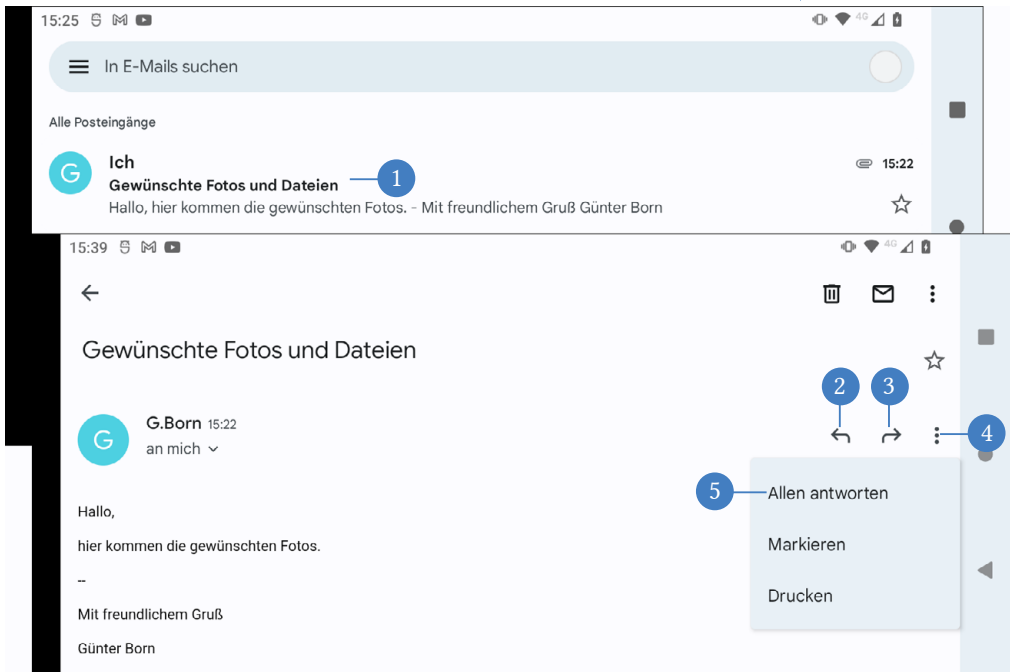 15:25
4G
In E-Mails suchen
Alle Posteingänge
G
Ich
15:22
Gewünschte Fotos und Dateien
1
Hallo, hier kommen die gewünschten Fotos. - Mit freundlichem Gruß Günter Born
15:39
4G
Gewünschte Fotos und Dateien
2
3
G
G.Born 15:22
an mich
4
5
Allen antworten
Markieren
Drucken
Hallo,
hier kommen die gewünschten Fotos.
--
Mit freundlichem Gruß
Günter Born